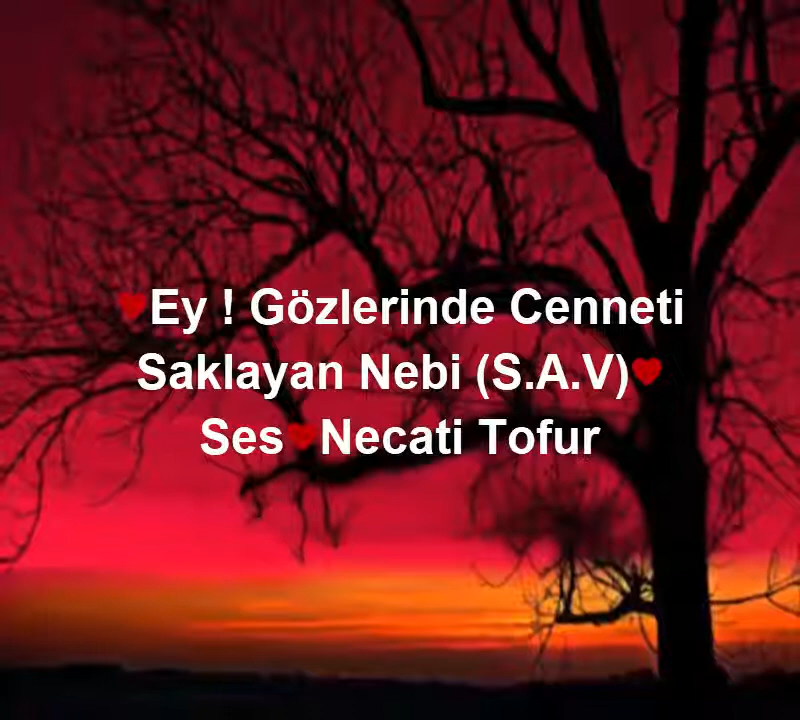 ❤Ey ! Gözlerinde Cenneti
Saklayan Nebi (S.A.V)❤
Ses❤Necati Tofur